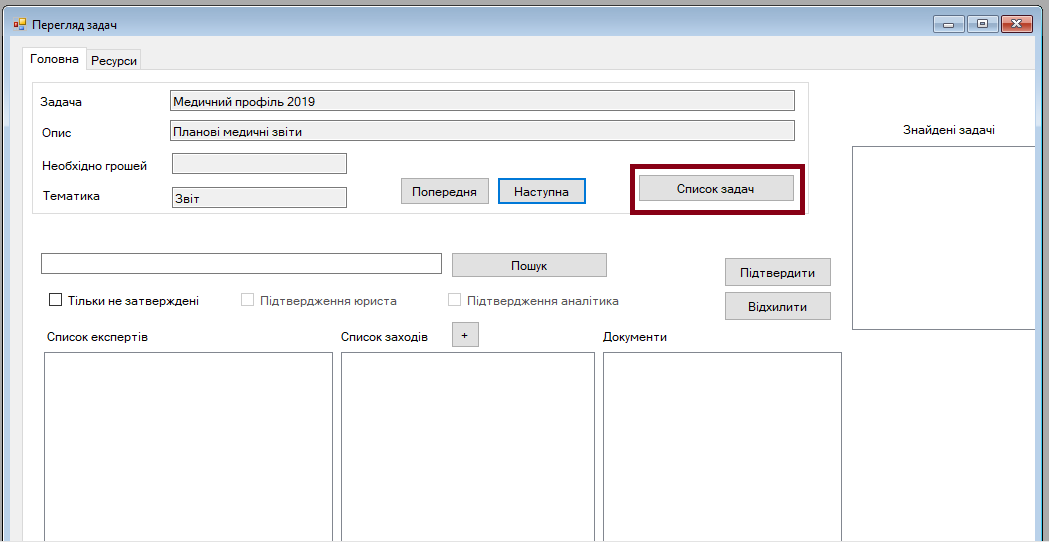 Перегляд задач
Головна Ресурси
Задача Медичний профіль 2019
Опис Планові медичні звіти
Необхідно грошей
Тематика Звіт
Попередня Наступна Список задач
Знайдені задачі
Пошук
Підтвердити
Відхилити
Тільки не затверджені Підтвердження юриста Підтвердження аналітика
Список експертів Список заходів + Документи